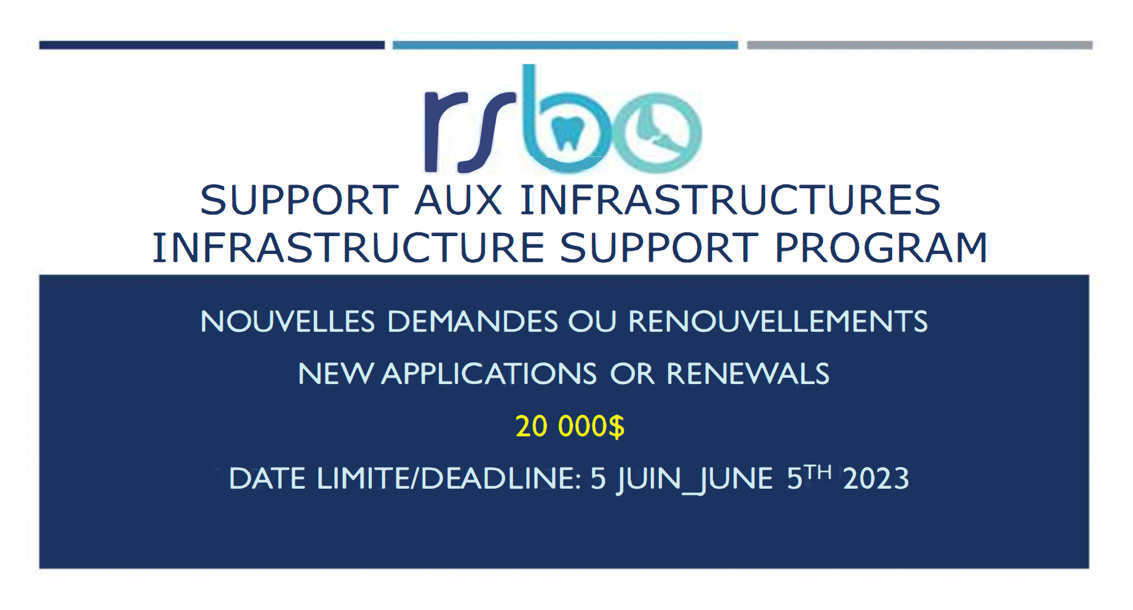 rsbo
SUPPORT AUX INFRASTRUCTURES
INFRASTRUCTURE SUPPORT PROGRAM
NOUVELLES DEMANDES OU RENOUVELLEMENTS
NEW APPLICATIONS OR RENEWALS
20 000$
DATE LIMITE/DEADLINE: 5 JUIN_JUNE 5TH 2023